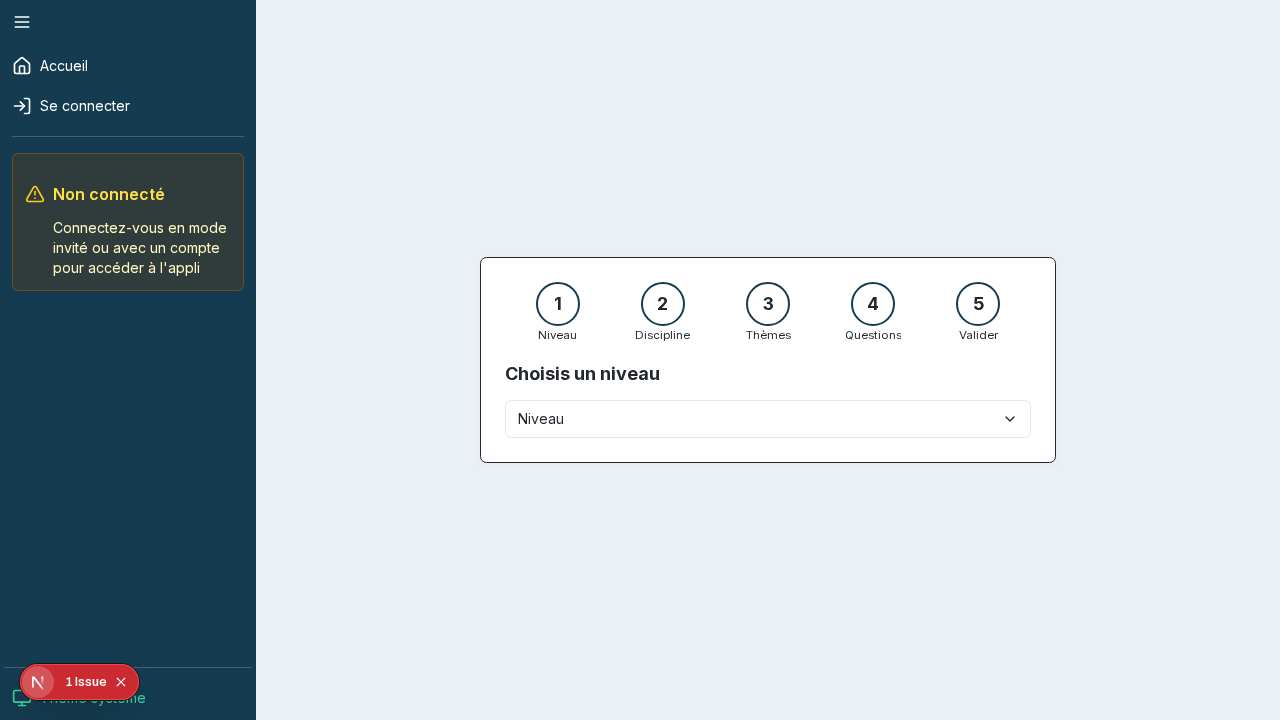 Accueil
Se connecter
Non connecté
Connectez-vous en mode
invité ou avec un compte
pour accéder à l'appli
1 Issue
système
1
2
3
4
5
Niveau
Discipline
Thèmes
Questions
Valider
Choisis un niveau
Niveau